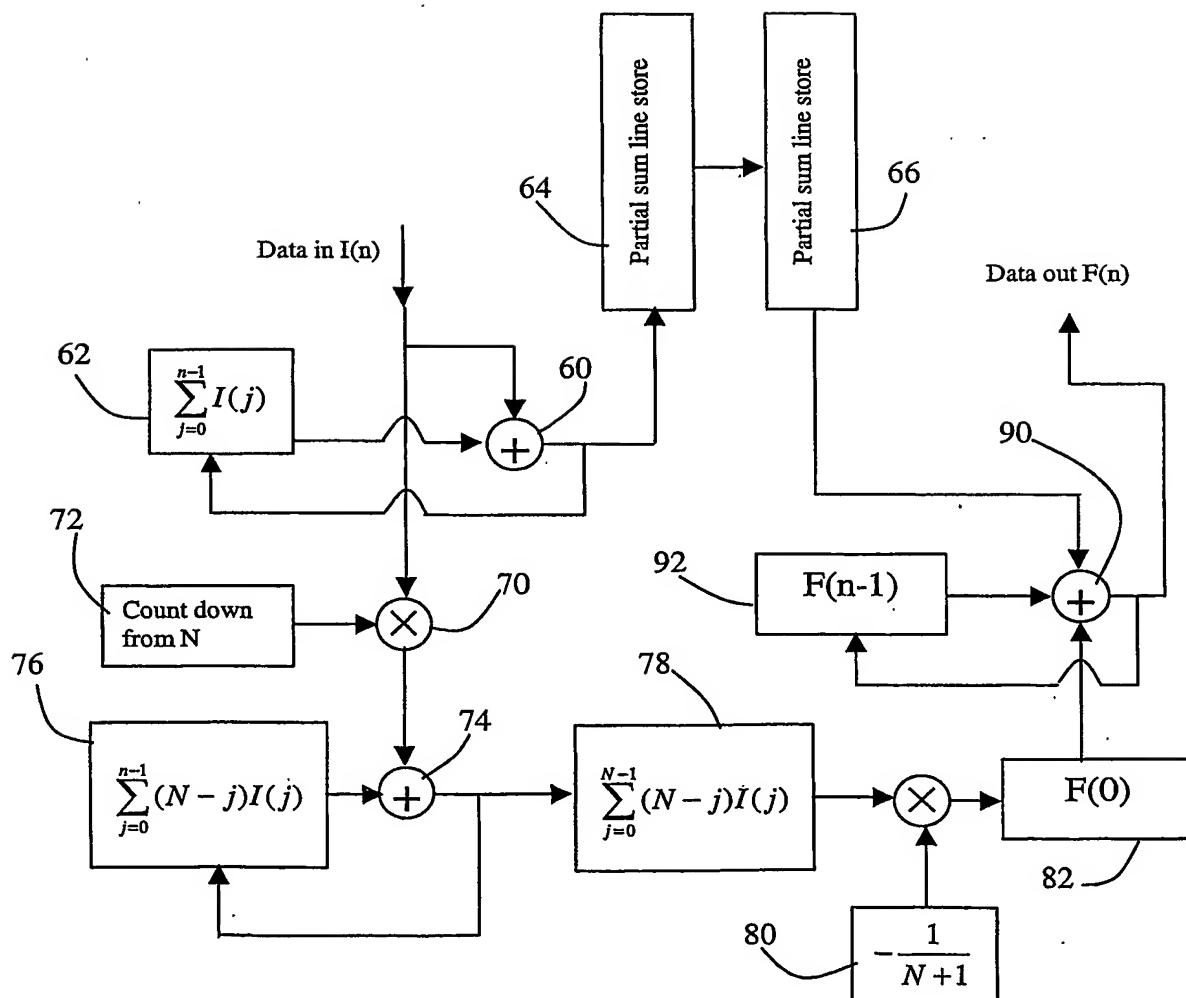 Partial sum line store
Partial sum line store
64
66
Data in I(n)
Data out F(n)
62
n-1
∑ I(j)
j=0
60
+
90
72
Count down
from N
70
×
92
F(n-1)
+
76
n-1
∑ (N-j)I(j)
j=0
74
+
78
N-1
∑ (N-j)I(j)
j=0
×
F(0)
82
80
- 1
N+1